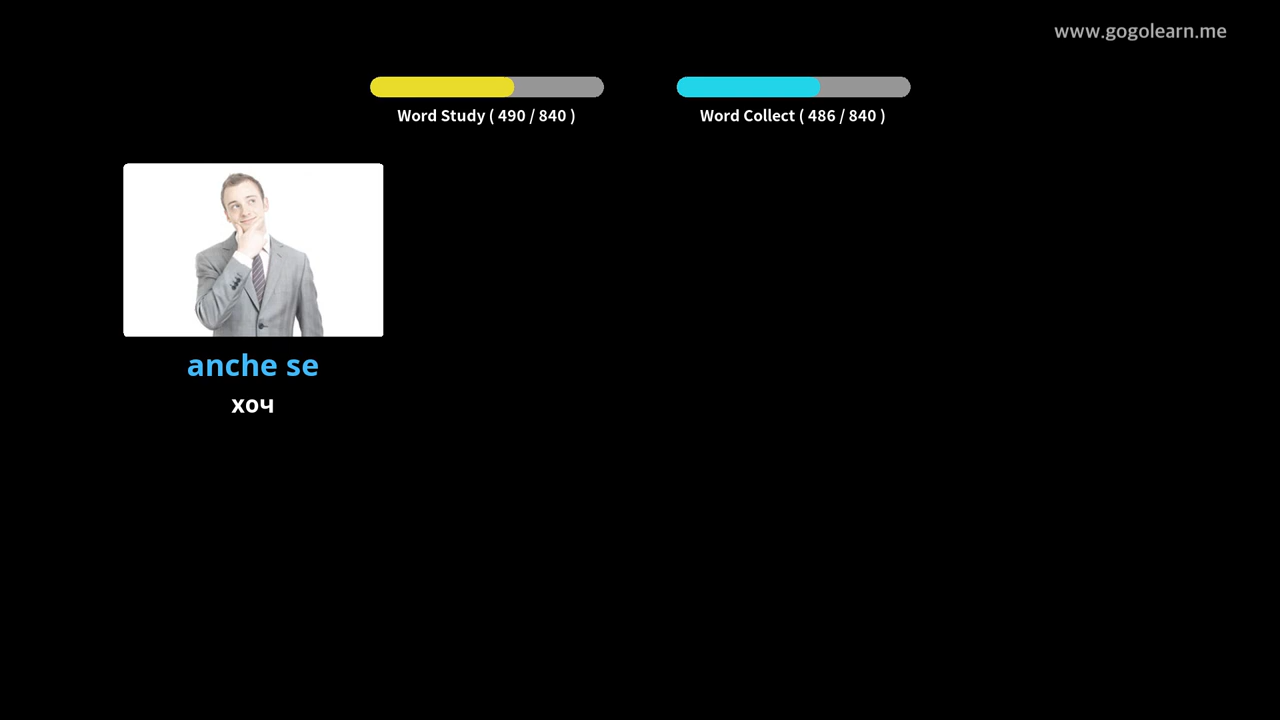 www.gogolearn.me
Word Study ( 490 / 840 )
Word Collect ( 486 / 840 )
anche se
хоч